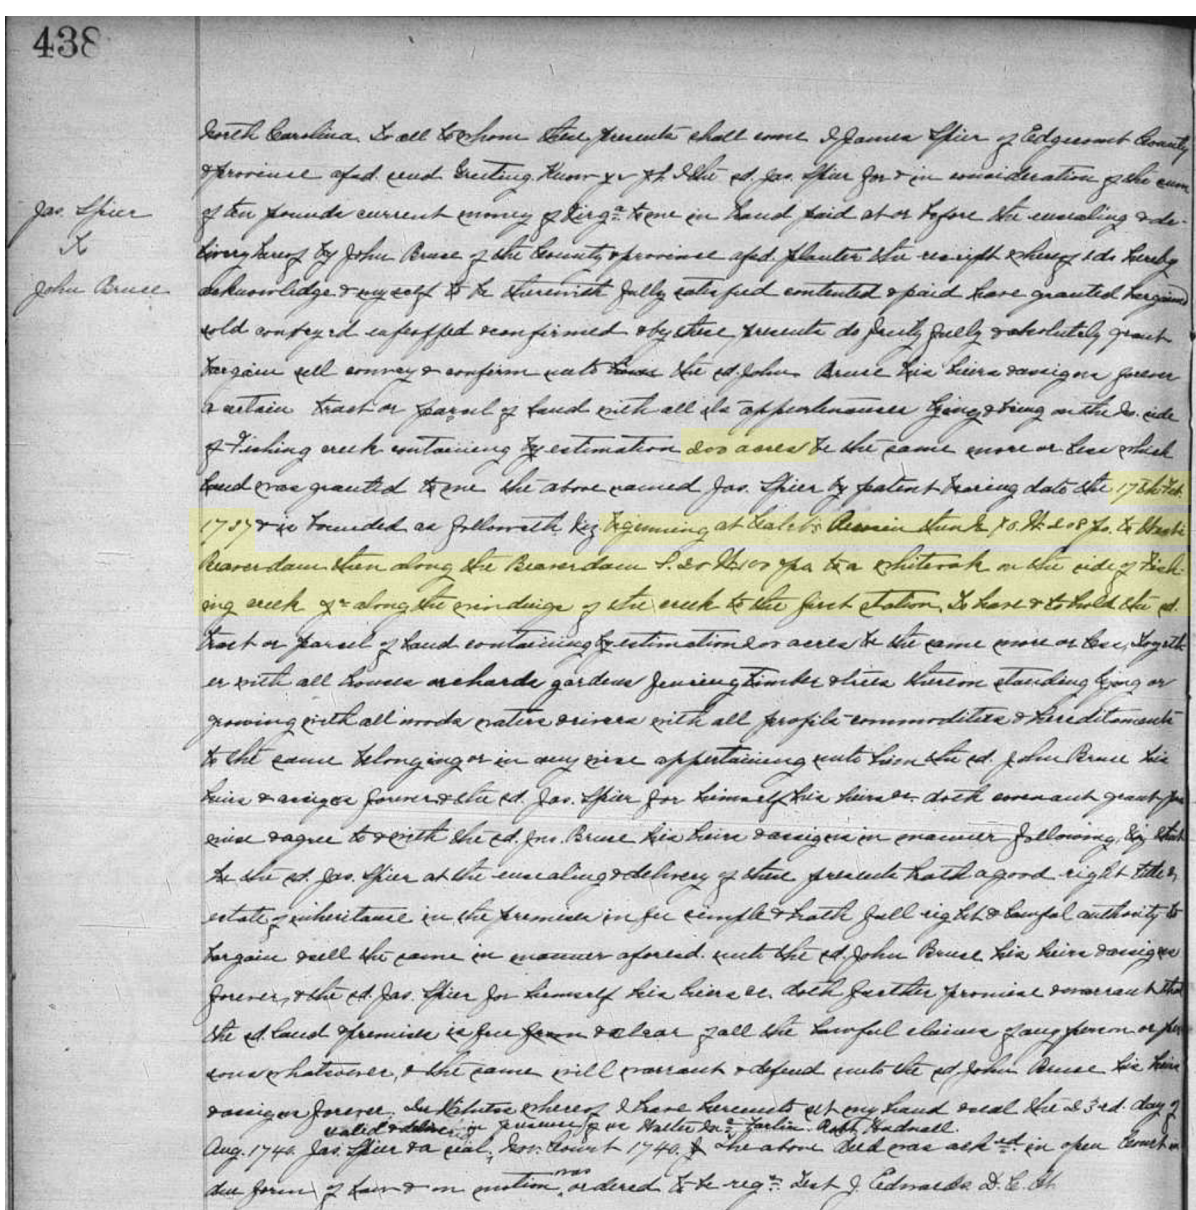 438
Jas. Spier
X
John Bruce
North Carolina. To all to whom these presents shall come I James Spier of Edgecomb County
& province afsd. send Greeting. Know ye yt. I the sd. Jas. Spier for & in consideration of the sum
of ten pounds current money of Virga. to me in hand paid at or before the ensealing & de-
livery hereof by John Bruce of the County & province afsd. planter the receipt whereof I do hereby
acknowledge & myself to be therewith fully satisfied contented & paid have granted bargained
sold conveyed enfeoffed & confirmed & by these presents do freely fully & absolutely grant
bargain sell convey & confirm unto the sd. John Bruce his heirs & assigns forever
a certain tract or parsel of land with all its appurtenances lying & being on the So. side
of Fishing creek containing by estimation 200 acres be the same more or less which
land was granted to me the above named Jas. Spier by patent bearing date the 17th Feb.
1737 & is bounded as followeth, Viz. beginning at thence 70. W. 208 po. to
Beaverdam then along the Beaverdam S. 20 W. 100 po. to a white oak on the side of Fish-
ing creek yn. along the windings of the creek to the first station, To have & to hold the sd.
tract or parsel of land containing by estimation 200 acres be the same more or less, togeth-
er with all houses orchards gardens fencing timber & trees thereon standing lying or
growing with all woods waters & rivers with all profits commodities & hereditaments
to the same belonging or in any wise appertaining unto him the sd. John Bruce his
heirs & assigns forever & the sd. Jas. Spier for himself his heirs &c. doth covenant grant pro
mise & agree to & with the sd. Jno. Bruce his heirs & assigns in manner following, Viz. that
he the sd. Jas. Spier at the ensealing & delivery of these presents hath a good right title &
estate of inheritance in the premises in fee simple & hath full right & lawful authority to
bargain & sell the same in manner aforesd. unto the sd. John Bruce his heirs & assigns
forever, & the sd. Jas. Spier for himself his heirs &c. doth further promise & warrant that
the sd. land & premises is free & clear of all the lawful claims of any person or per
sons whatsoever, & the same will warrant & defend unto the sd. John Bruce his heirs
& assigns forever. In Witness whereof I have hereunto set my hand & seal the 23rd. day of
sealed & delivered in presence of us
Aug. 1740. Jas. Spier & a seal, Nov. Court 1740. The above deed was ackd. in open Court in
due form of law & on motion was ordered to be regd. Test J. Edwards D. C. Ct.